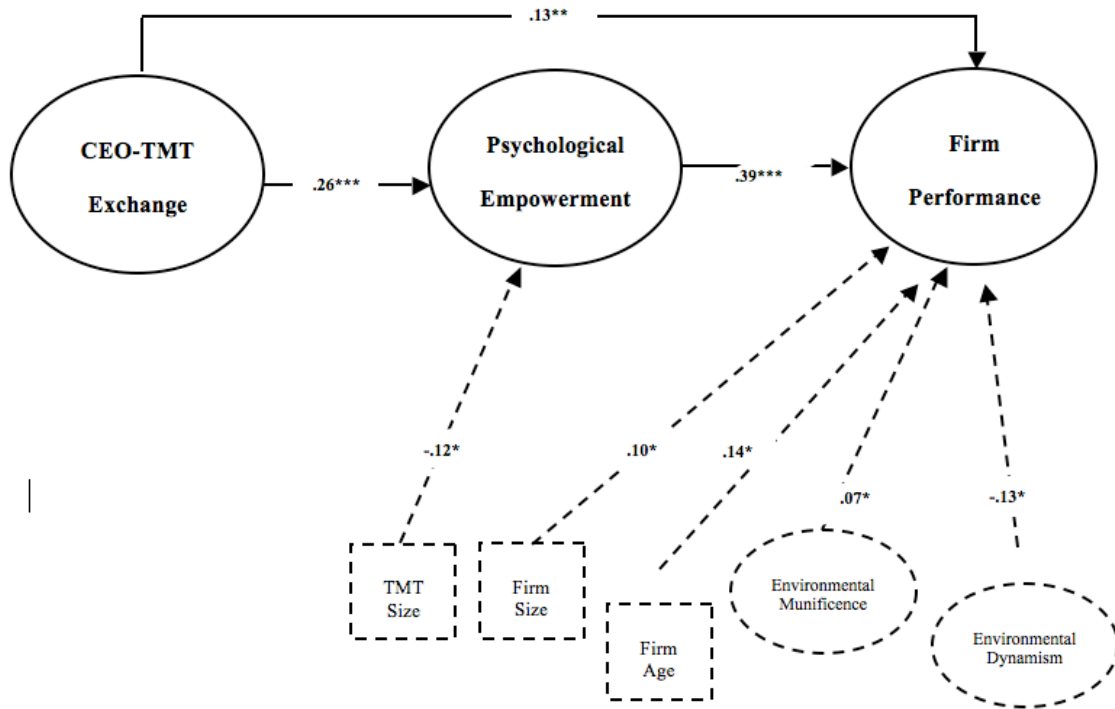 .13**
CEO-TMT
Exchange
.26***
Psychological
Empowerment
.39***
Firm
Performance
-.12*
.10*
.14*
.07*
-.13*
TMT
Size
Firm
Size
Firm
Age
Environmental
Munificence
Environmental
Dynamism